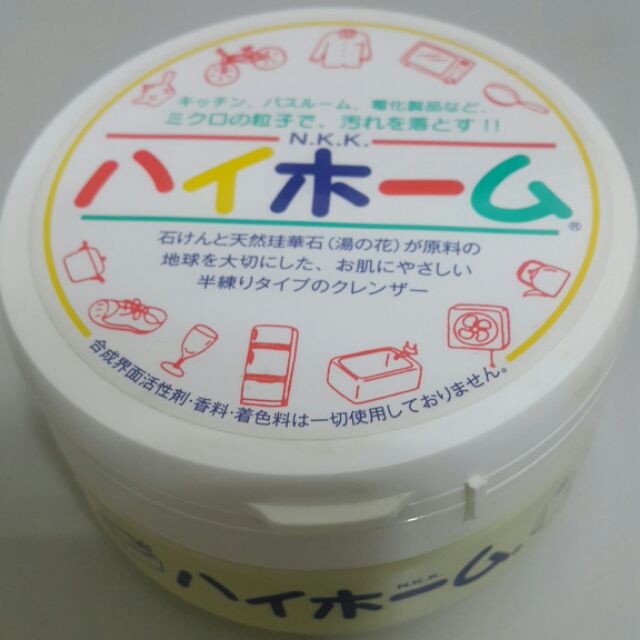 キッチン、バスルーム、電化製品など、
ミクロの粒子で、汚れを落とす!!
N.K.K.
ハイホーム®
石けんと天然珪華石(湯の花)が原料の
地球を大切にした、お肌にやさしい
半練りタイプのクレンザー
合成界面活性剤・香料・着色料は一切使用しておりません。
N.K.K.
ハイホーム